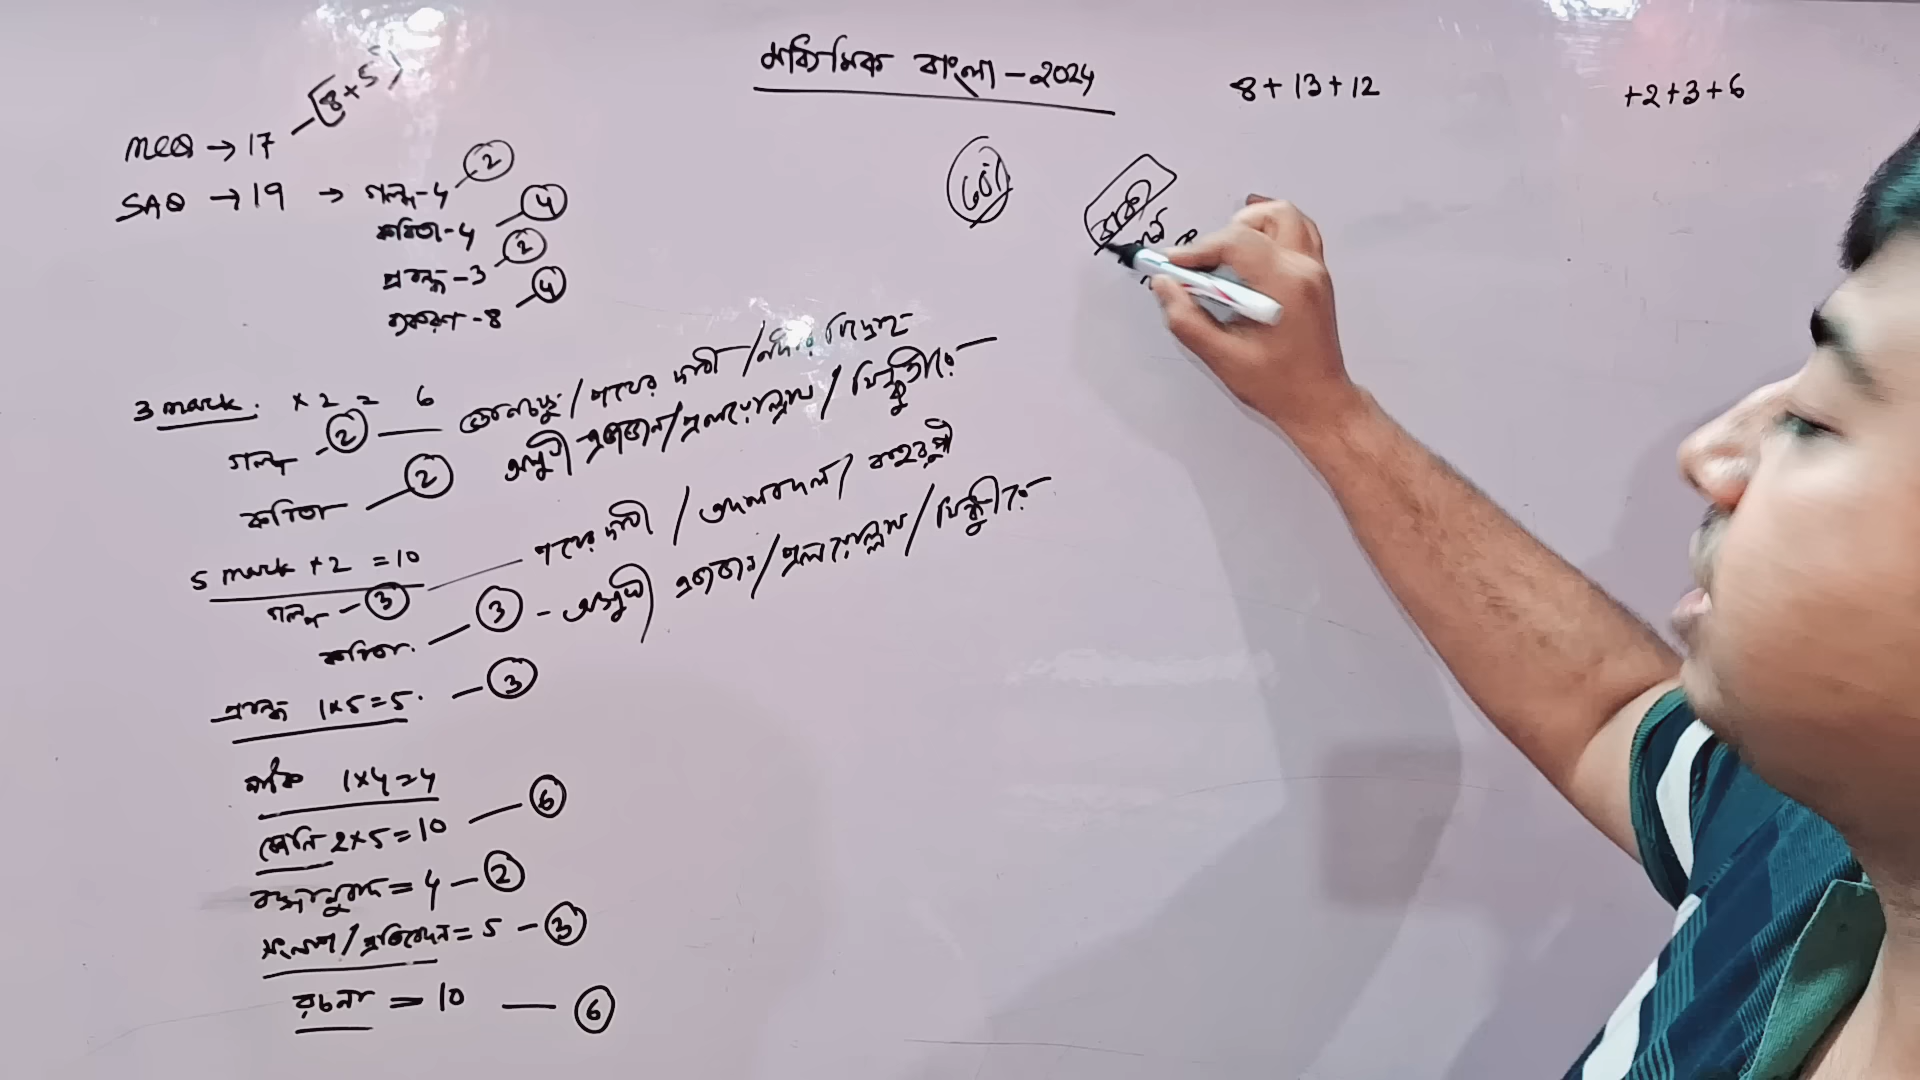 মাধ্যমিক বাংলা - ২০২4
8 + 13 + 12
+2+3+6
(8+5)
MCQ → 17
SAQ → 19 → গল্প - 4 (2)
কবিতা - 4 (4)
প্রবন্ধ - 3 (2)
ব্যাকরণ - 8 (4)
60%
বাকি
3 mark. × 2 = 6
গল্প - (2) — জ্ঞানচক্ষু / পথের দাবী / নদীর বিদ্রোহ
কবিতা — (2) অসুখী একজন / প্রলয়োল্লাস / সিন্ধুতীরে
5 mark × 2 = 10
গল্প - (3) — পথের দাবী / অদলবদল / বহুরূপী
কবিতা. — (3) - অসুখী একজন / প্রলয়োল্লাস / সিন্ধুতীরে
প্রবন্ধ 1×5=5. — (3)
নাটক 1×4=4
কোনি 2×5=10 — (6)
বঙ্গানুবাদ = 4 — (2)
সংলাপ / প্রতিবেদন = 5 — (3)
রচনা = 10 — (6)